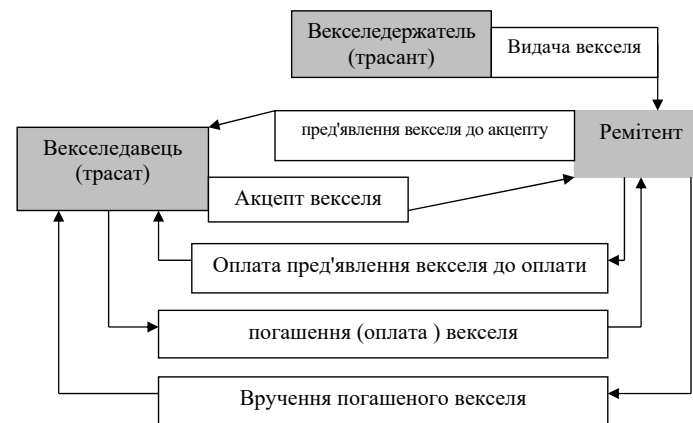 Векселедержатель
(трасант)
Видача векселя
пред'явлення векселя до акцепту
Ремітент
Векселедавець
(трасат)
Акцепт векселя
Оплата пред'явлення векселя до оплати
погашення (оплата ) векселя
Вручення погашеного векселя